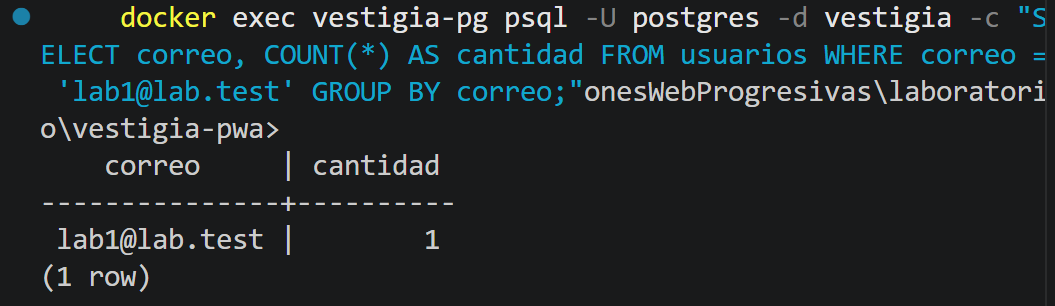 docker exec vestigia-pg psql -U postgres -d vestigia -c "S
ELECT correo, COUNT(*) AS cantidad FROM usuarios WHERE correo =
 'lab1@lab.test' GROUP BY correo;"onesWebProgresivas\laboratori
o\vestigia-pwa>
    correo     | cantidad
---------------+----------
 lab1@lab.test |        1
(1 row)